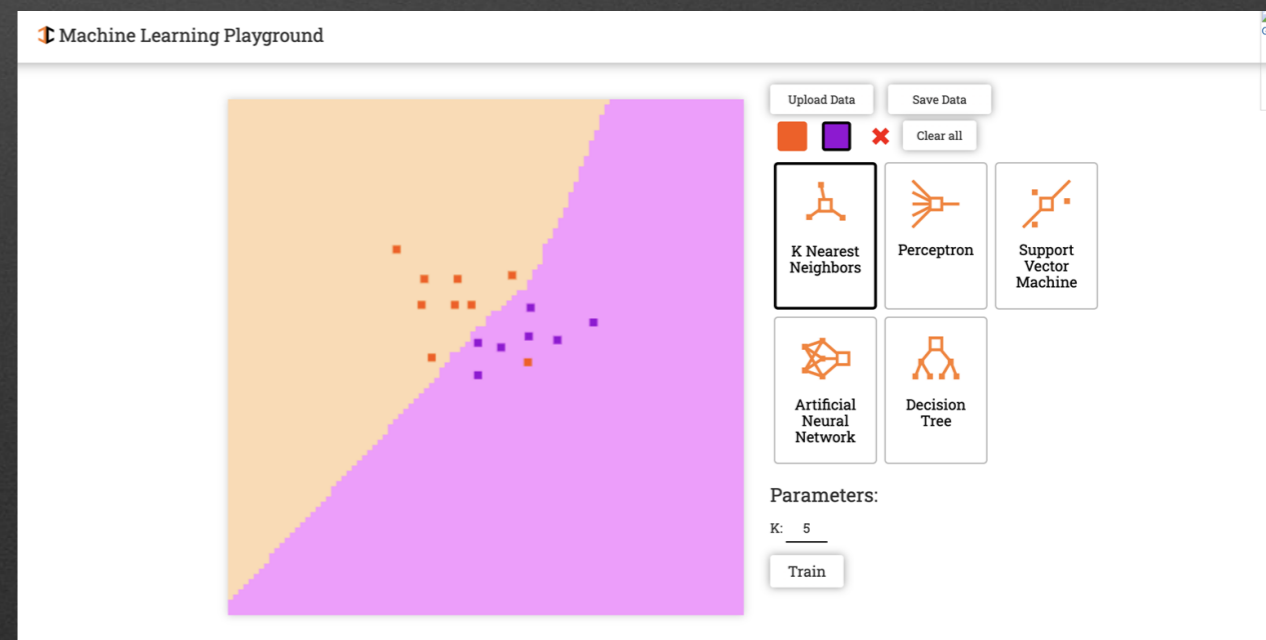 Machine Learning Playground
Upload Data
Save Data
Clear all
K Nearest
Neighbors
Perceptron
Support
Vector
Machine
Artificial
Neural
Network
Decision
Tree
Parameters:
K: 5
Train